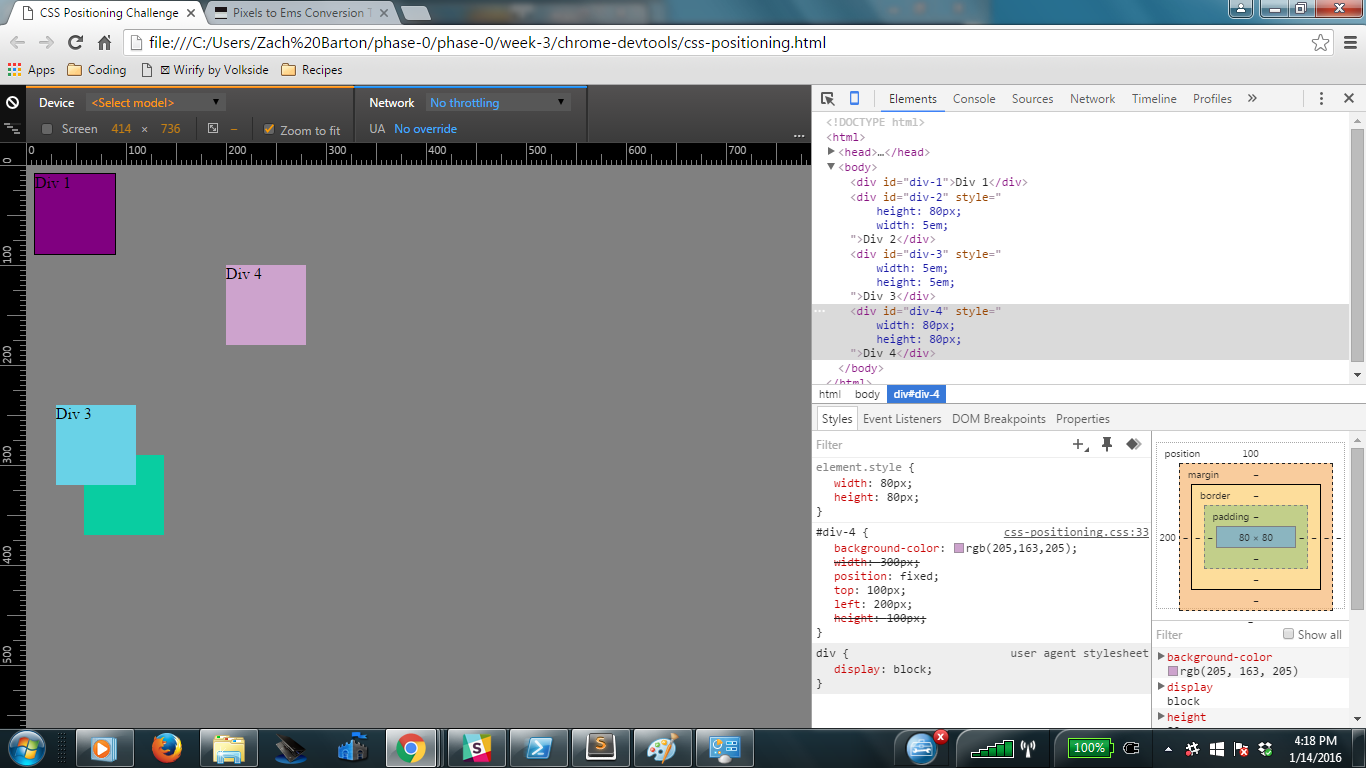 CSS Positioning Challenge
Pixels to Ems Conversion T
file:///C:/Users/Zach%20Barton/phase-0/phase-0/week-3/chrome-devtools/css-positioning.html
Apps Coding Wirify by Volkside Recipes
Device <Select model> Network No throttling
Screen 414 × 736 Zoom to fit UA No override
...
Elements Console Sources Network Timeline Profiles »
0 100 200 300 400 500 600 700
0
100
200
300
400
500
Div 1
Div 4
Div 3
<!DOCTYPE html>
<html>
<head>…</head>
<body>
<div id="div-1">Div 1</div>
<div id="div-2" style="
height: 80px;
width: 5em;
">Div 2</div>
<div id="div-3" style="
width: 5em;
height: 5em;
">Div 3</div>
<div id="div-4" style="
width: 80px;
height: 80px;
">Div 4</div>
</body>
</html>
html body div#div-4
Styles Event Listeners DOM Breakpoints Properties
Filter
element.style {
width: 80px;
height: 80px;
}
#div-4 { css-positioning.css:33
background-color: rgb(205,163,205);
width: 300px;
position: fixed;
top: 100px;
left: 200px;
height: 100px;
}
div { user agent stylesheet
display: block;
}
position 100
margin –
border –
padding –
200 – – – 80 × 80 – – – –
–
–
–
–
Filter Show all
background-color
rgb(205, 163, 205)
display
block
height
100%
4:18 PM
1/14/2016